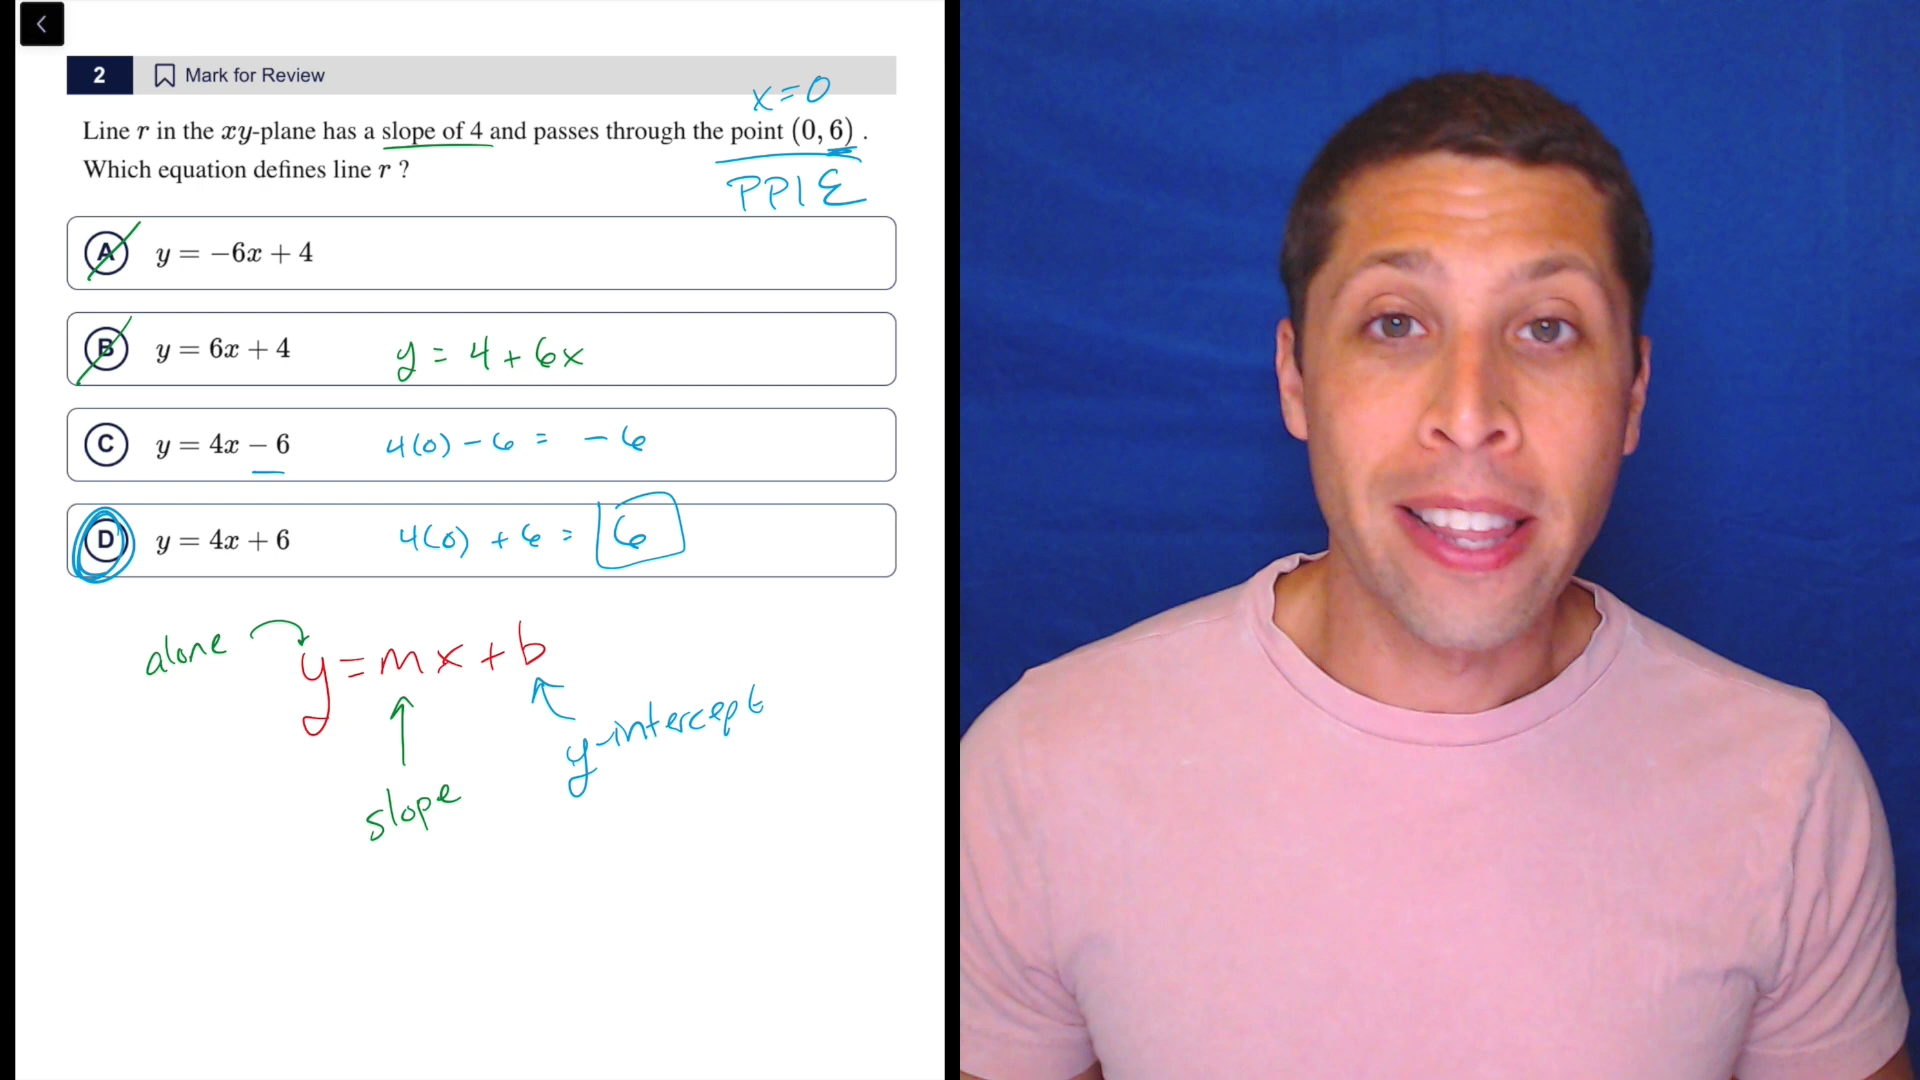 2 Mark for Review
x=0
Line r in the xy-plane has a slope of 4 and passes through the point (0, 6) .
Which equation defines line r ?
PPIE
A y = −6x + 4
B y = 6x + 4 y = 4 + 6x
C y = 4x − 6 4(0) − 6 = − 6
D y = 4x + 6 4(0) + 6 = 6
alone y = mx + b
y-intercept
slope